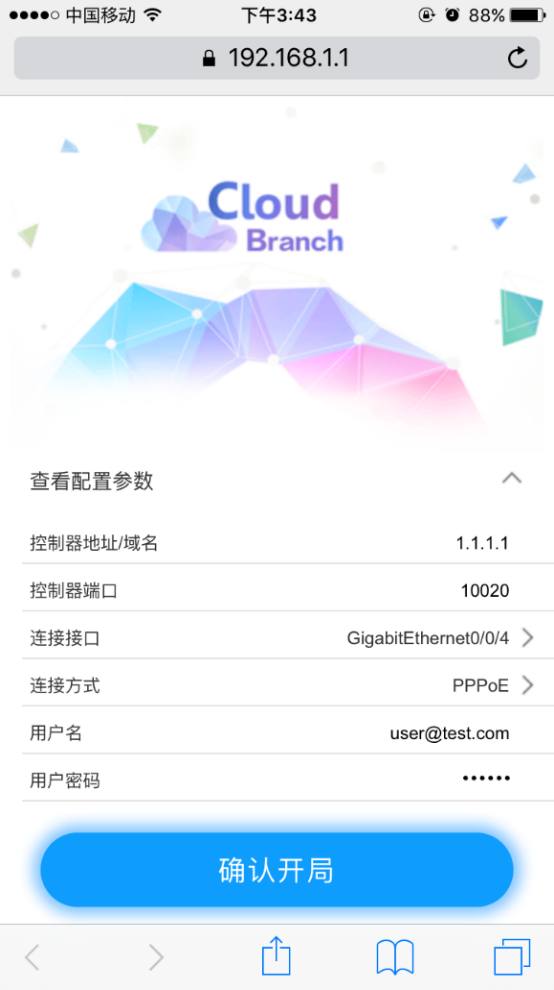 ●●●●○ 中国移动 下午3:43 88%
192.168.1.1
Cloud
Branch
查看配置参数
控制器地址/域名 1.1.1.1
控制器端口 10020
连接接口 GigabitEthernet0/0/4
连接方式 PPPoE
用户名 user@test.com
用户密码 ••••••
确认开局